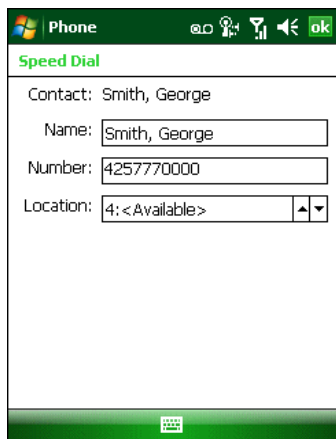 Phone
ok
Speed Dial
Contact: Smith, George
Name: Smith, George
Number: 4257770000
Location: 4:<Available>